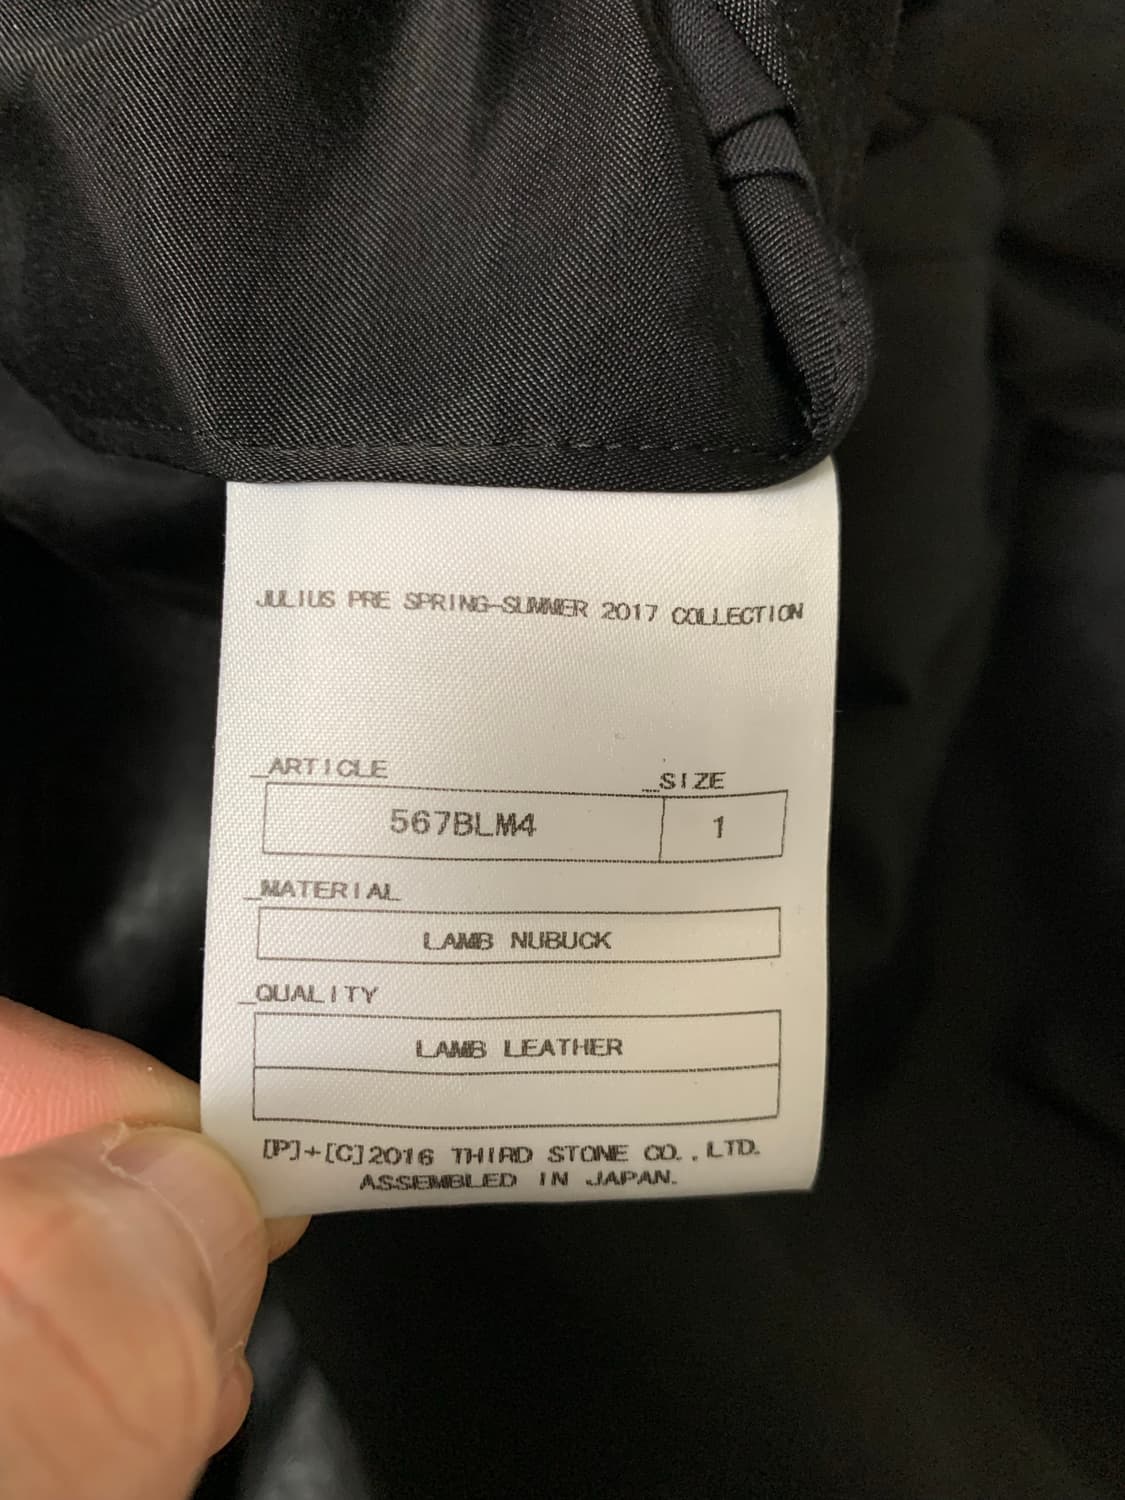 JULIUS PRE SPRING-SUMMER 2017 COLLECTION
_ARTICLE
_SIZE
567BLM4
1
_MATERIAL
LAMB NUBUCK
_QUALITY
LAMB LEATHER
[P]+[C]2016 THIRD STONE CO.,LTD.
ASSEMBLED IN JAPAN.